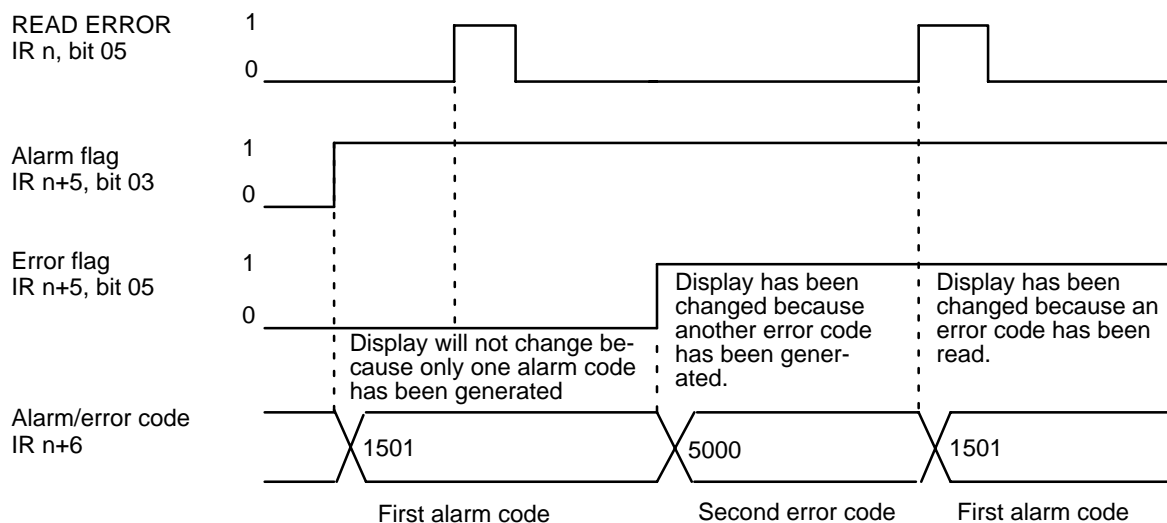 READ ERROR
IR n, bit 05
1
0
Alarm flag
IR n+5, bit 03
1
0
Error flag
IR n+5, bit 05
1
0
Display will not change be-
cause only one alarm code
has been generated
Display has been
changed because
another error code
has been gener-
ated.
Display has been
changed because an
error code has been
read.
Alarm/error code
IR n+6
1501
5000
1501
First alarm code
Second error code
First alarm code